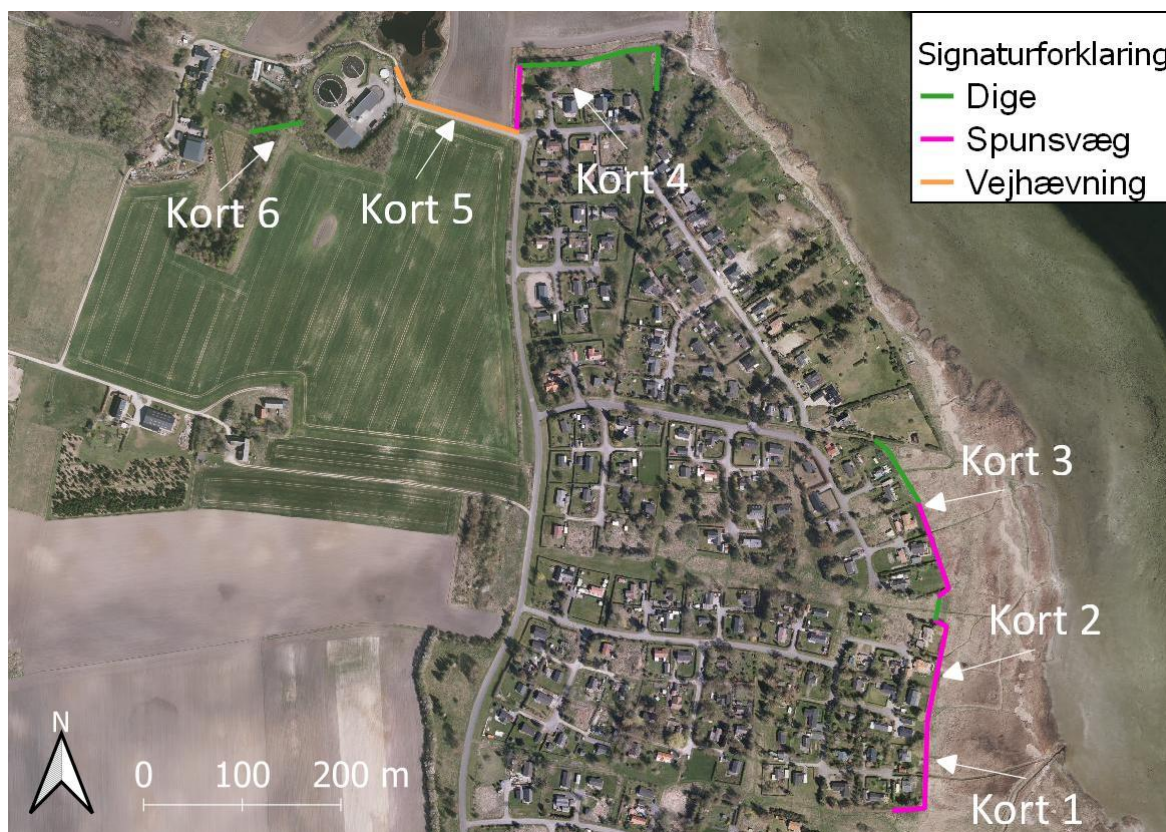 Signaturforklaring
Dige
Spunsvæg
Vejhævning
Kort 6
Kort 5
Kort 4
Kort 3
Kort 2
Kort 1
N
0 100 200 m